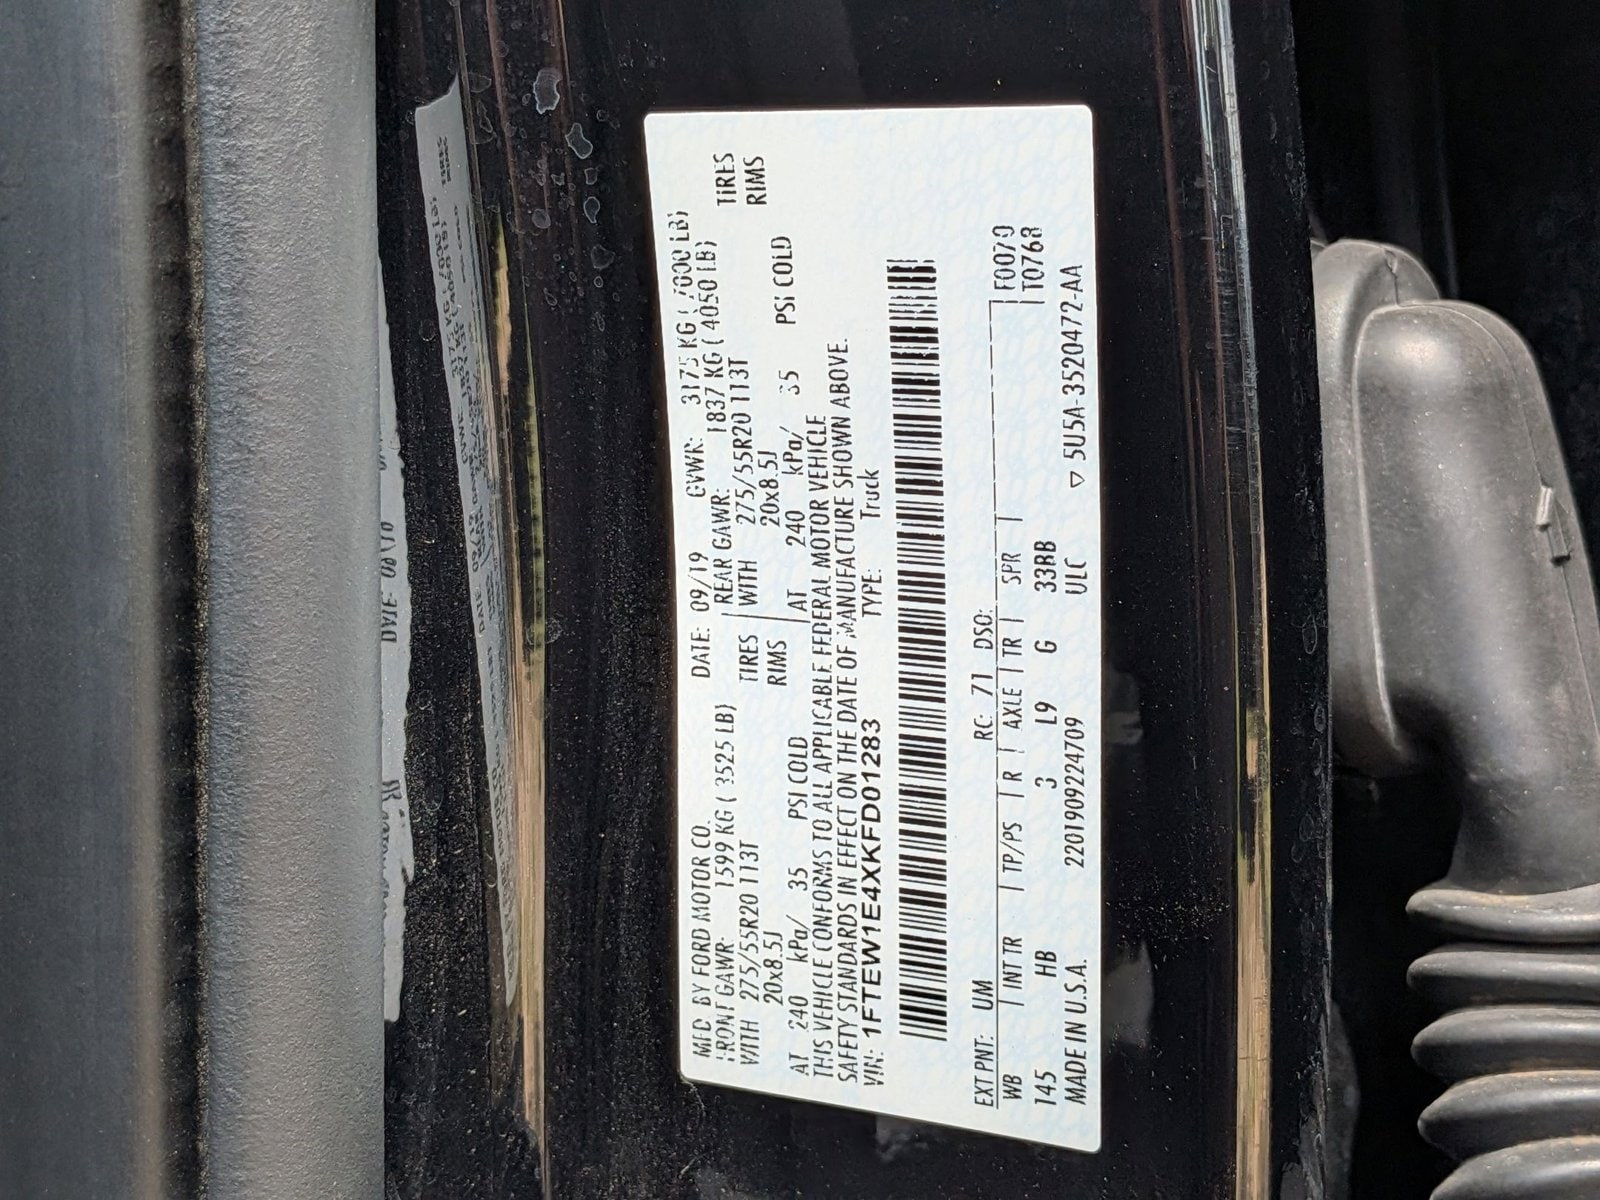 MFD. BY FORD MOTOR CO. DATE: 09/19 GVWR: 3175 KG ( 7000 LB)
FRONT GAWR: 1599 KG ( 3525 LB) REAR GAWR: 1837 KG ( 4050 LB)
WITH 275/55R20 113T TIRES WITH 275/55R20 113T TIRES
20x8.5J RIMS 20x8.5J RIMS
AT 240 kPa/ 35 PSI COLD AT 240 kPa/ 35 PSI COLD
THIS VEHICLE CONFORMS TO ALL APPLICABLE FEDERAL MOTOR VEHICLE
SAFETY STANDARDS IN EFFECT ON THE DATE OF MANUFACTURE SHOWN ABOVE.
VIN: 1FTEW1E4XKFD01283 TYPE: Truck
EXT PNT: UM RC: 71 DSO: F0079
WB INT TR TP/PS R AXLE TR SPR T0768
145 HB 3 L9 G 33BB
MADE IN U.S.A. 2201909224709 ULC ▽ 5U5A-3520472-AA